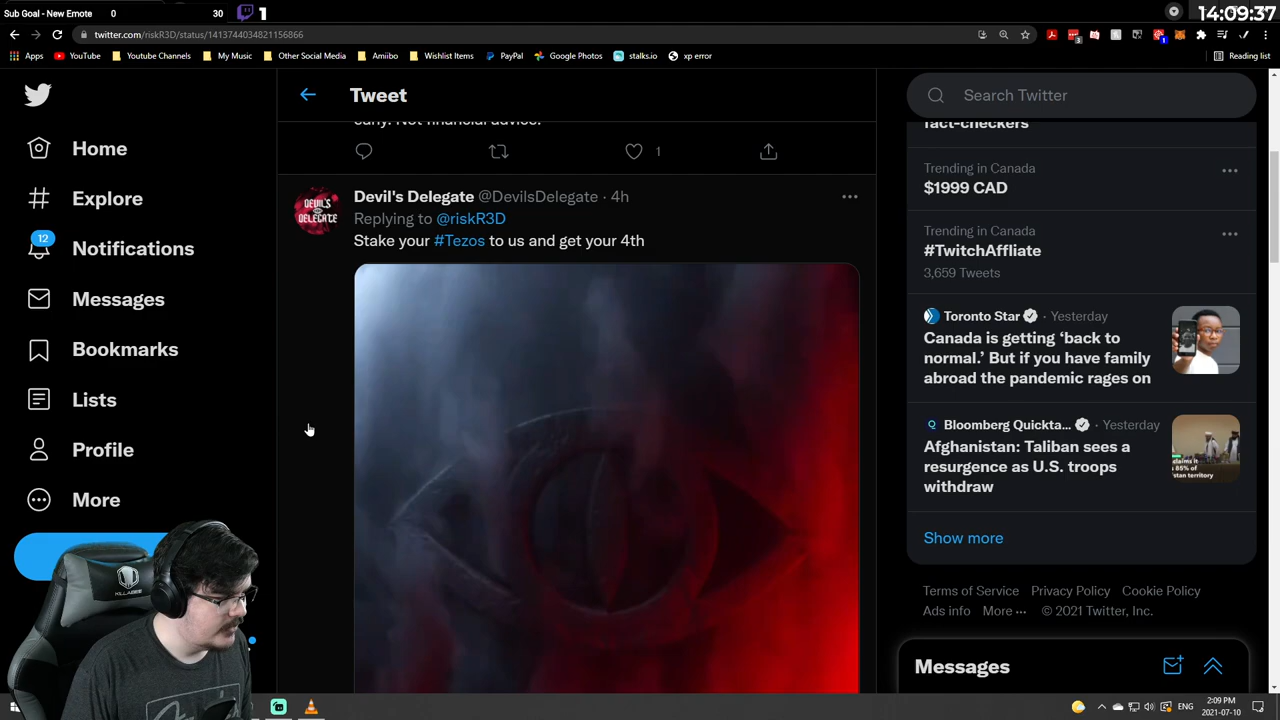 Sub Goal - New Emote 0 30 1 14:09:37
twitter.com/riskR3D/status/1413744034821156866
Apps YouTube Youtube Channels My Music Other Social Media Amiibo Wishlist Items PayPal Google Photos stalks.io xp error Reading list
Tweet
Search Twitter
Home
Explore
12
Notifications
Messages
Bookmarks
Lists
Profile
More
1
Devil's Delegate @DevilsDelegate · 4h
Replying to @riskR3D
Stake your #Tezos to us and get your 4th
DEVIL'S
DELEGATE
fact-checkers
Trending in Canada
$1999 CAD
Trending in Canada
#TwitchAffliate
3,659 Tweets
Toronto Star · Yesterday
Canada is getting ‘back to
normal.’ But if you have family
abroad the pandemic rages on
Bloomberg Quickta... · Yesterday
Afghanistan: Taliban sees a
resurgence as U.S. troops
withdraw
Show more
Terms of Service Privacy Policy Cookie Policy
Ads info More ··· © 2021 Twitter, Inc.
Messages
KILLABEE
ENG 2:09 PM
2021-07-10